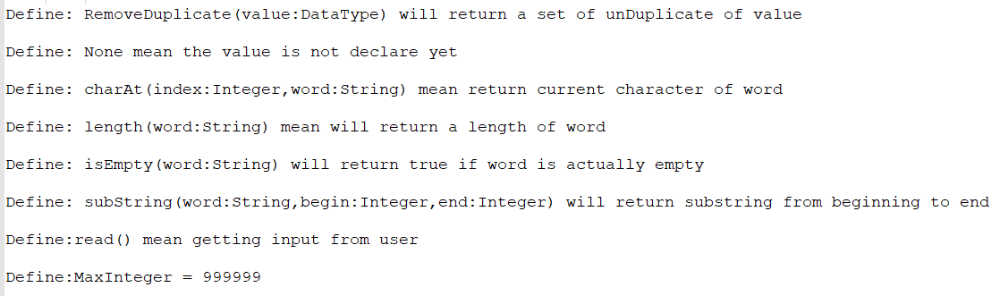 Define: RemoveDuplicate(value:DataType) will return a set of unDuplicate of value
Define: None mean the value is not declare yet
Define: charAt(index:Integer,word:String) mean return current character of word
Define: length(word:String) mean will return a length of word
Define: isEmpty(word:String) will return true if word is actually empty
Define: subString(word:String,begin:Integer,end:Integer) will return substring from beginning to end
Define:read() mean getting input from user
Define:MaxInteger = 999999